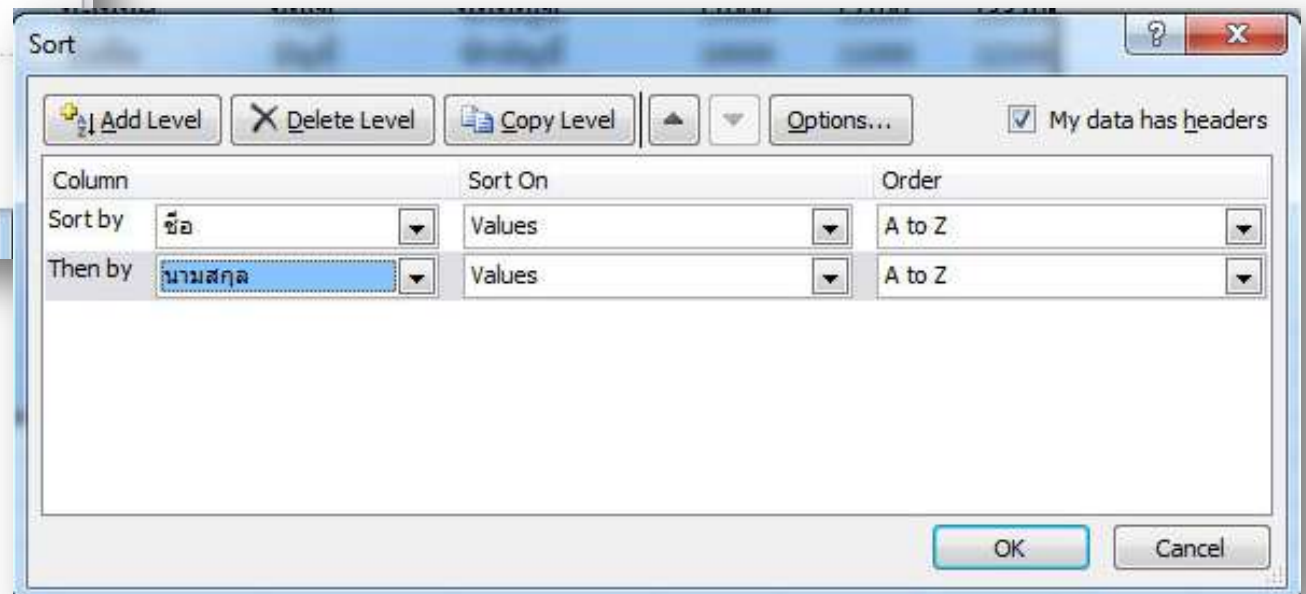 Sort
Add Level Delete Level Copy Level Options... My data has headers
Column Sort On Order
Sort by ชื่อ Values A to Z
Then by นามสกุล Values A to Z
OK Cancel